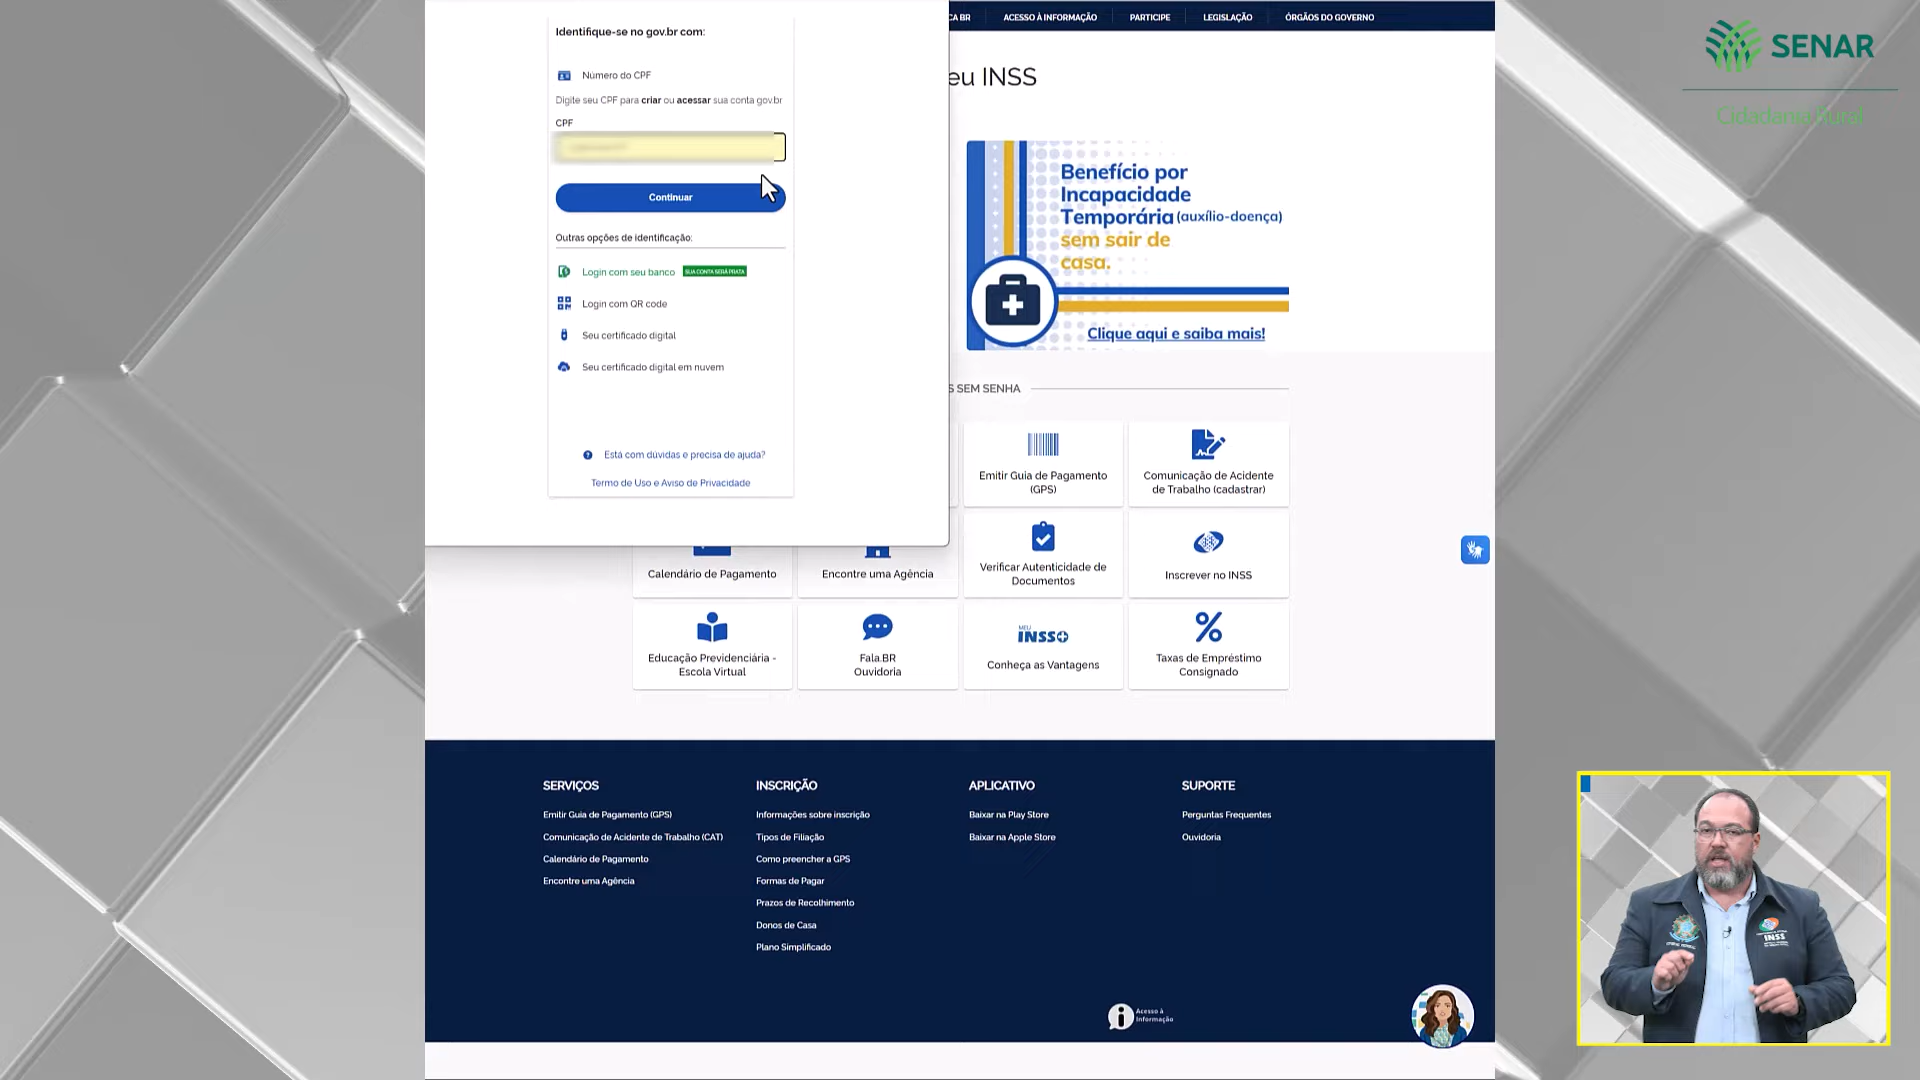 Identifique-se no gov.br com:
Número do CPF
Digite seu CPF para criar ou acessar sua conta gov.br
CPF
Continuar
Outras opções de identificação:
Login com seu banco SUA CONTA SERÁ PRATA
Login com QR code
Seu certificado digital
Seu certificado digital em nuvem
Está com dúvidas e precisa de ajuda?
Termo de Uso e Aviso de Privacidade
CA BR
ACESSO À INFORMAÇÃO
PARTICIPE
LEGISLAÇÃO
ÓRGÃOS DO GOVERNO
eu INSS
Benefício por
Incapacidade
Temporária (auxílio-doença)
sem sair de
casa.
Clique aqui e saiba mais!
S SEM SENHA
Emitir Guia de Pagamento
(GPS)
Comunicação de Acidente
de Trabalho (cadastrar)
Calendário de Pagamento
Encontre uma Agência
Verificar Autenticidade de
Documentos
Inscrever no INSS
Educação Previdenciária -
Escola Virtual
Fala.BR
Ouvidoria
MEU
INSS+
Conheça as Vantagens
Taxas de Empréstimo
Consignado
SERVIÇOS
Emitir Guia de Pagamento (GPS)
Comunicação de Acidente de Trabalho (CAT)
Calendário de Pagamento
Encontre uma Agência
INSCRIÇÃO
Informações sobre inscrição
Tipos de Filiação
Como preencher a GPS
Formas de Pagar
Prazos de Recolhimento
Donos de Casa
Plano Simplificado
APLICATIVO
Baixar na Play Store
Baixar na Apple Store
SUPORTE
Perguntas Frequentes
Ouvidoria
Acesso à
Informação
SENAR
Cidadania Rural
INSS